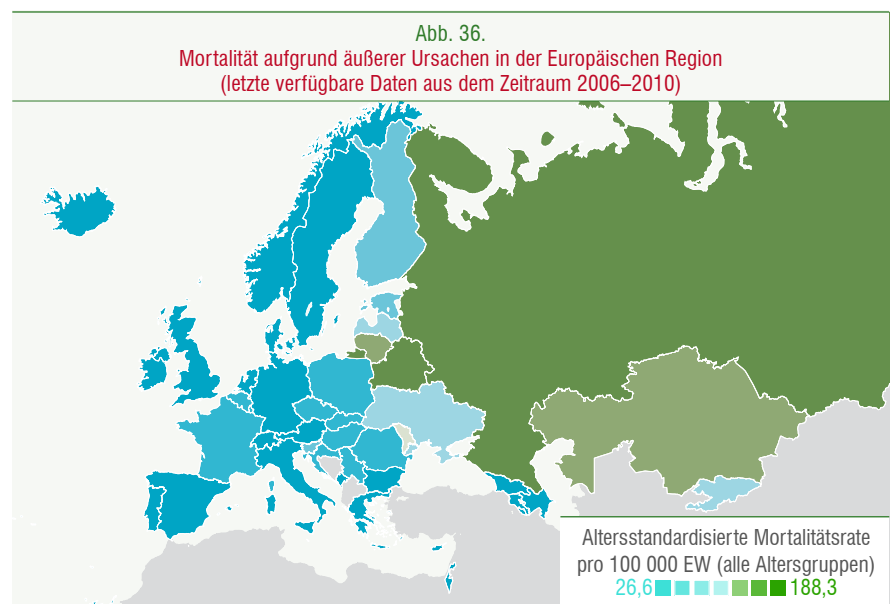 Abb. 36.
Mortalität aufgrund äußerer Ursachen in der Europäischen Region
(letzte verfügbare Daten aus dem Zeitraum 2006–2010)
Altersstandardisierte Mortalitätsrate
pro 100 000 EW (alle Altersgruppen)
26,6 188,3